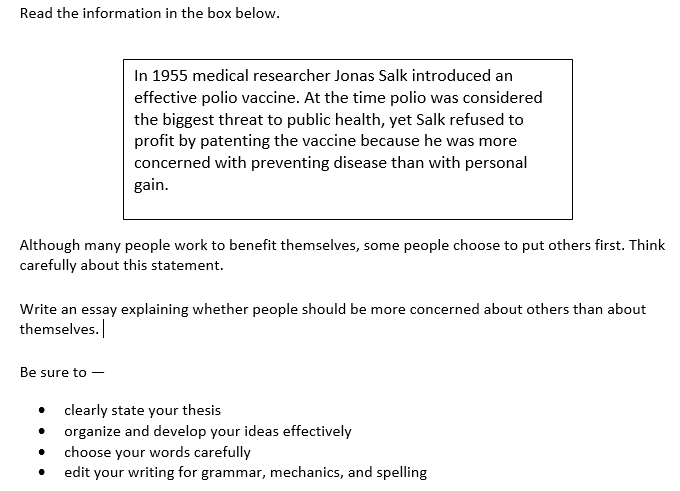 Read the information in the box below.
In 1955 medical researcher Jonas Salk introduced an
effective polio vaccine. At the time polio was considered
the biggest threat to public health, yet Salk refused to
profit by patenting the vaccine because he was more
concerned with preventing disease than with personal
gain.
Although many people work to benefit themselves, some people choose to put others first. Think
carefully about this statement.
Write an essay explaining whether people should be more concerned about others than about
themselves.
Be sure to —
• clearly state your thesis
• organize and develop your ideas effectively
• choose your words carefully
• edit your writing for grammar, mechanics, and spelling